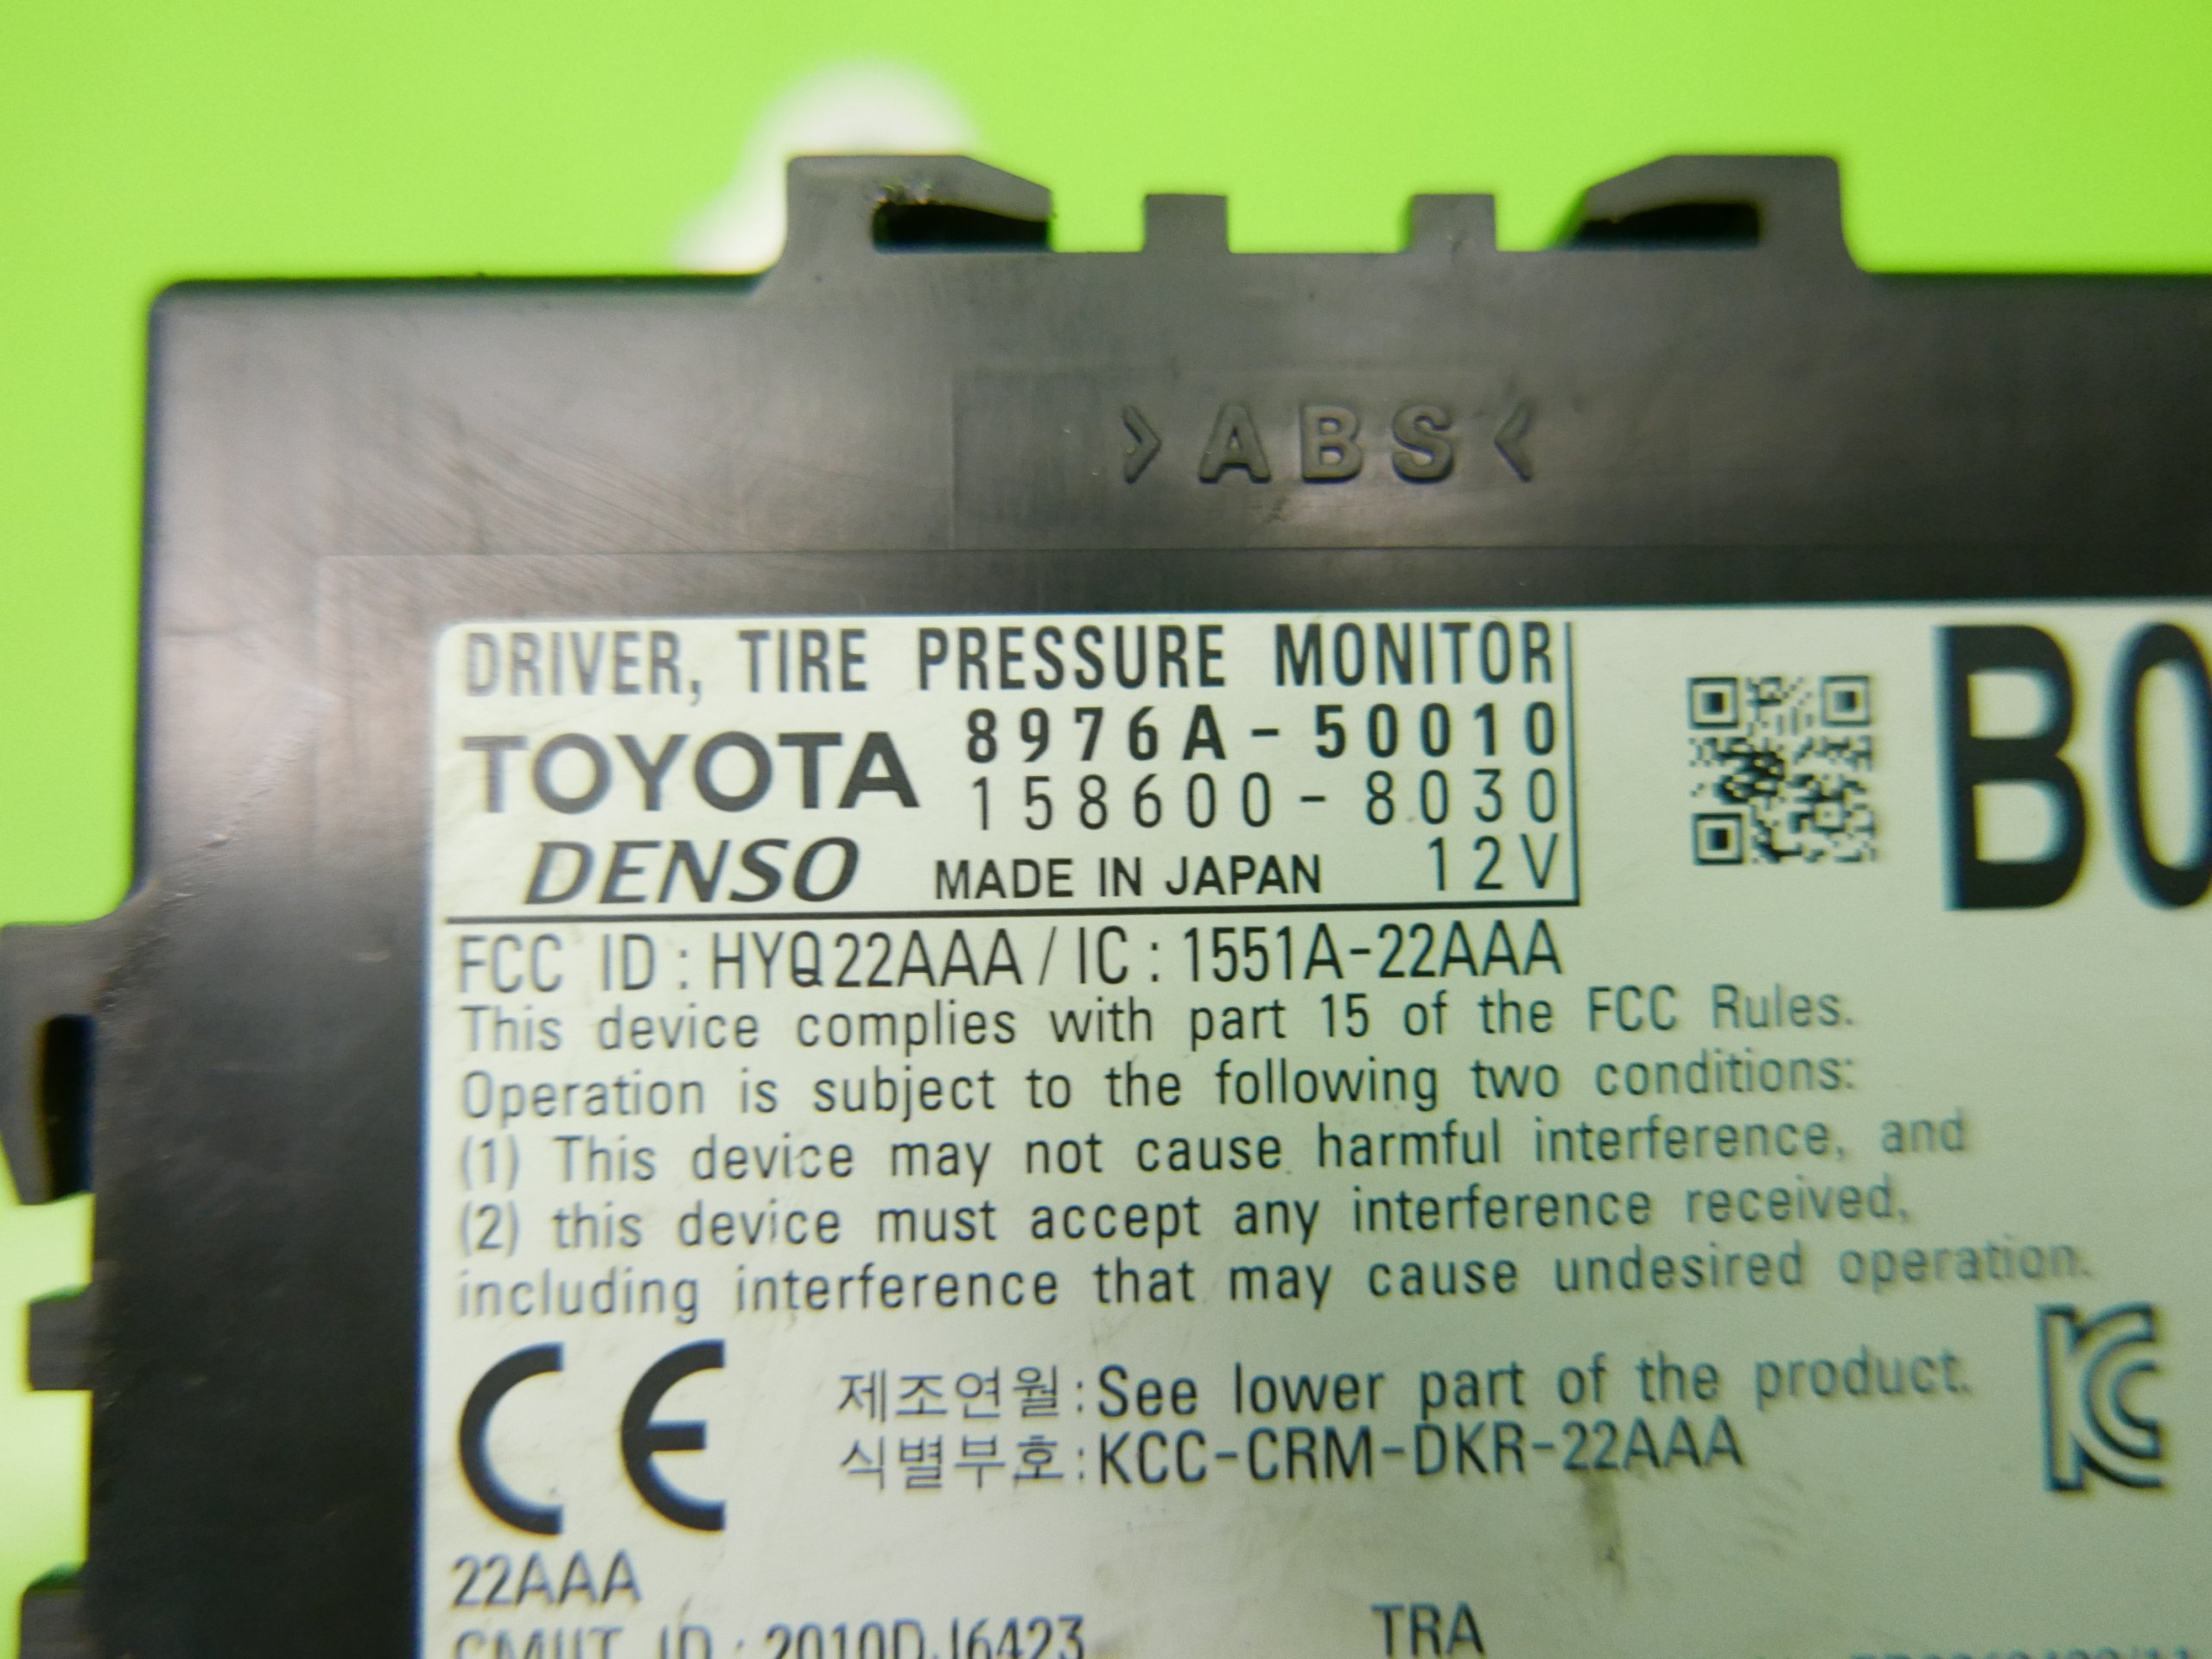 >ABS<
DRIVER, TIRE PRESSURE MONITOR
TOYOTA 8976A-50010
158600-8030
DENSO MADE IN JAPAN 12V
B0
FCC ID : HYQ22AAA / IC : 1551A-22AAA
This device complies with part 15 of the FCC Rules.
Operation is subject to the following two conditions:
(1) This device may not cause harmful interference, and
(2) this device must accept any interference received,
including interference that may cause undesired operation.
CE 제조연월:See lower part of the product.
식별부호:KCC-CRM-DKR-22AAA
22AAA
CMIIT ID : 2010DJ6423 TRA